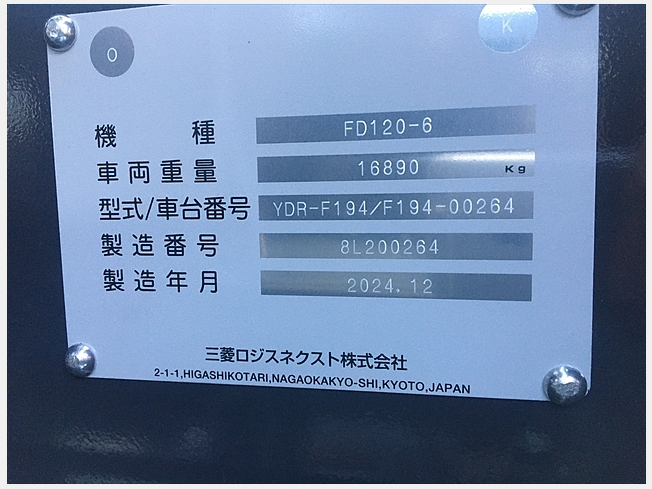 O K
機種 FD120-6
車両重量 16890 Kg
型式/車台番号 YDR-F194/F194-00264
製造番号 8L200264
製造年月 2024.12
三菱ロジスネクスト株式会社
2-1-1,HIGASHIKOTARI,NAGAOKAKYO-SHI,KYOTO,JAPAN